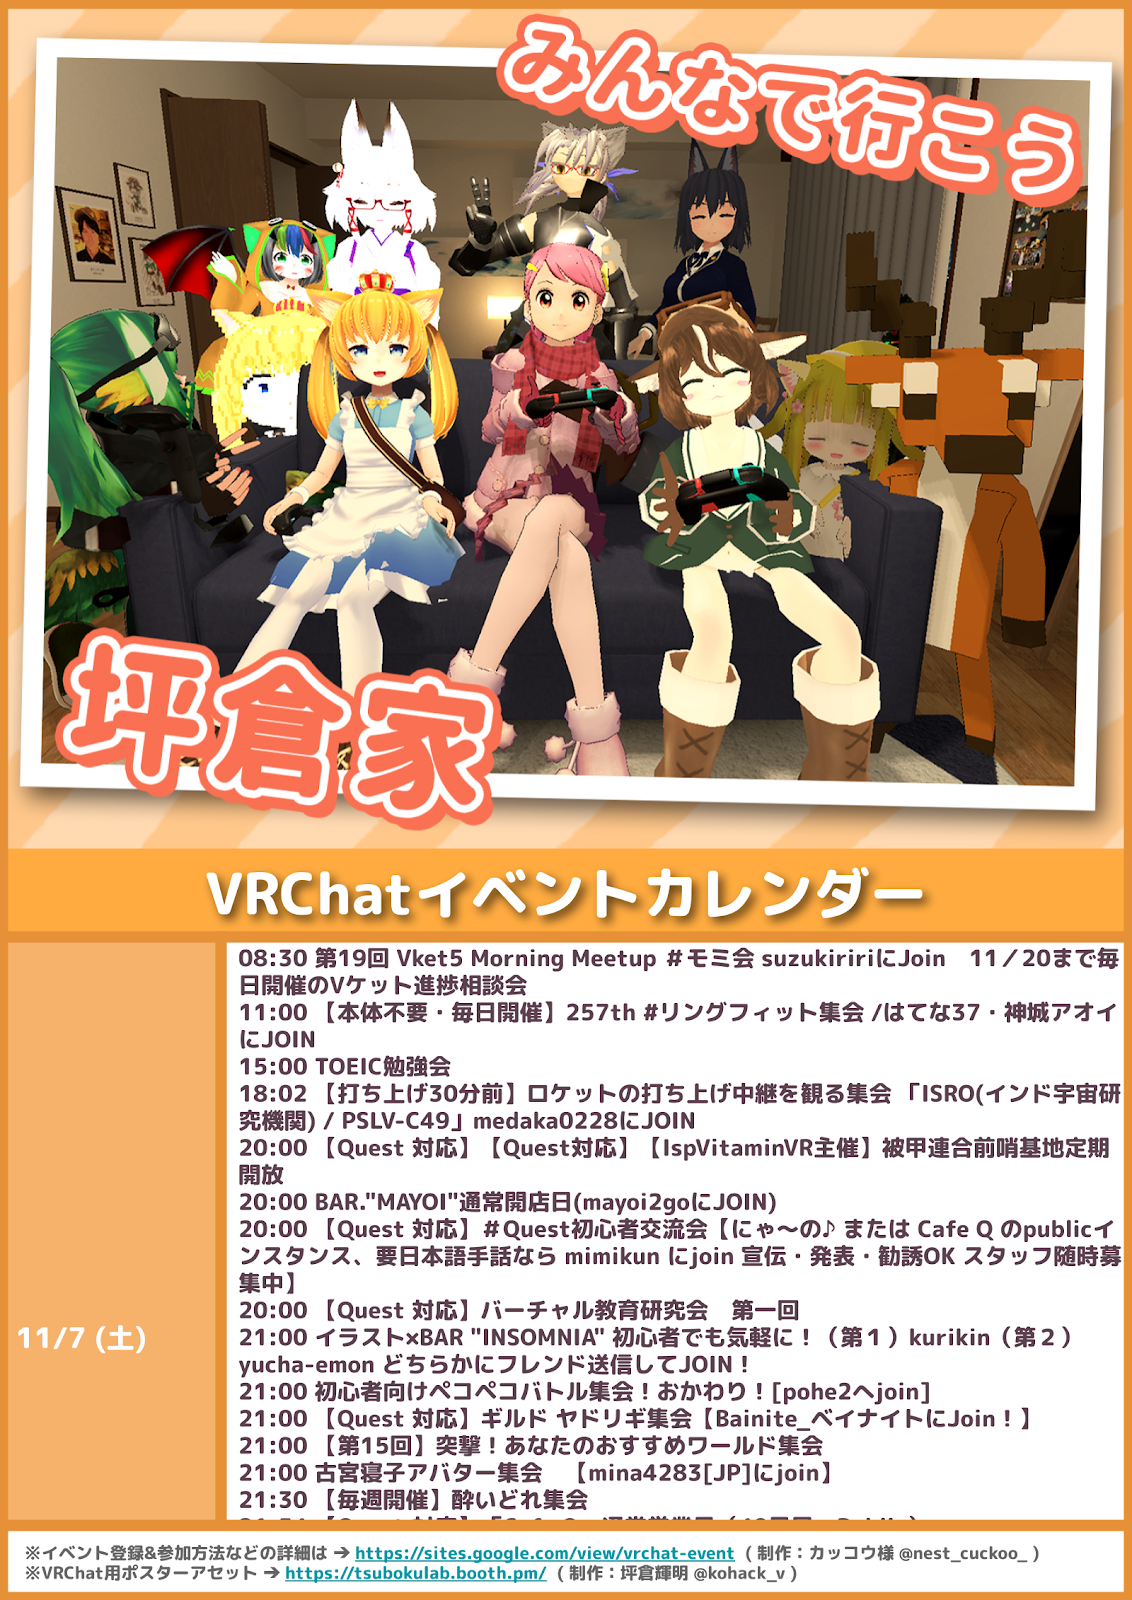 みんなで行こう
坪倉家
VRChatイベントカレンダー
11/7 (土)
08:30 第19回 Vket5 Morning Meetup ＃モミ会 suzukiririにJoin　11／20まで毎
日開催のVケット進捗相談会
11:00 【本体不要・毎日開催】257th #リングフィット集会 /はてな37・神城アオイ
にJOIN
15:00 TOEIC勉強会
18:02 【打ち上げ30分前】ロケットの打ち上げ中継を観る集会 「ISRO(インド宇宙研
究機関) / PSLV-C49」medaka0228にJOIN
20:00 【Quest 対応】【Quest対応】【IspVitaminVR主催】被甲連合前哨基地定期
開放
20:00 BAR."MAYOI"通常開店日(mayoi2goにJOIN)
20:00 【Quest 対応】＃Quest初心者交流会【にゃ～の♪ または Cafe Q のpublicイ
ンスタンス、要日本語手話なら mimikun にjoin 宣伝・発表・勧誘OK スタッフ随時募
集中】
20:00 【Quest 対応】バーチャル教育研究会　第一回
21:00 イラスト×BAR "INSOMNIA" 初心者でも気軽に！（第１）kurikin（第２）
yucha-emon どちらかにフレンド送信してJOIN！
21:00 初心者向けペコペコバトル集会！おかわり！[pohe2へjoin]
21:00 【Quest 対応】ギルド ヤドリギ集会【Bainite_ベイナイトにJoin！】
21:00 【第15回】突撃！あなたのおすすめワールド集会
21:00 古宮寝子アバター集会　【mina4283[JP]にjoin】
21:30 【毎週開催】酔いどれ集会
※イベント登録&参加方法などの詳細は → https://sites.google.com/view/vrchat-event ( 制作：カッコウ様 @nest_cuckoo_ )
※VRChat用ポスターアセット → https://tsubokulab.booth.pm/ ( 制作：坪倉輝明 @kohack_v )